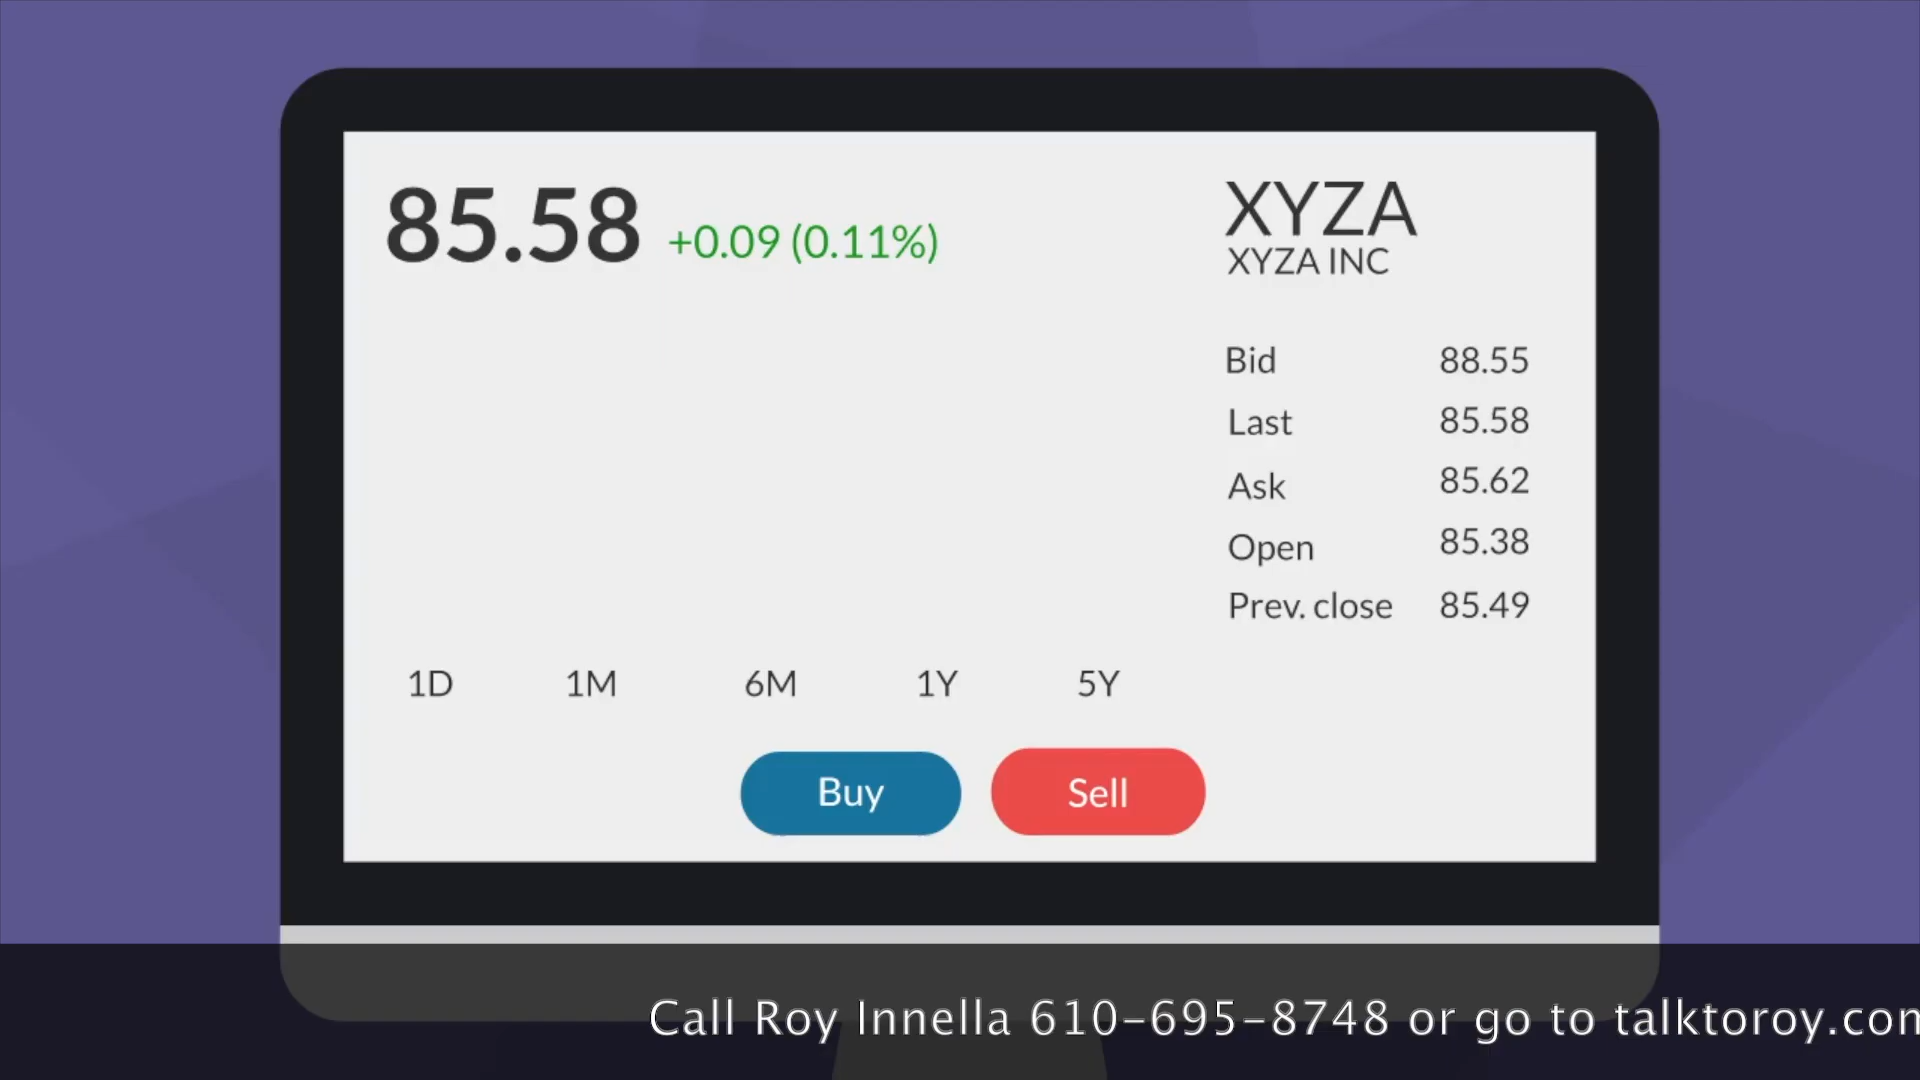 85.58 +0.09 (0.11%)
XYZA
XYZA INC
Bid 88.55
Last 85.58
Ask 85.62
Open 85.38
Prev. close 85.49
1D 1M 6M 1Y 5Y
Buy Sell
Call Roy Innella 610-695-8748 or go to talktoroy.com